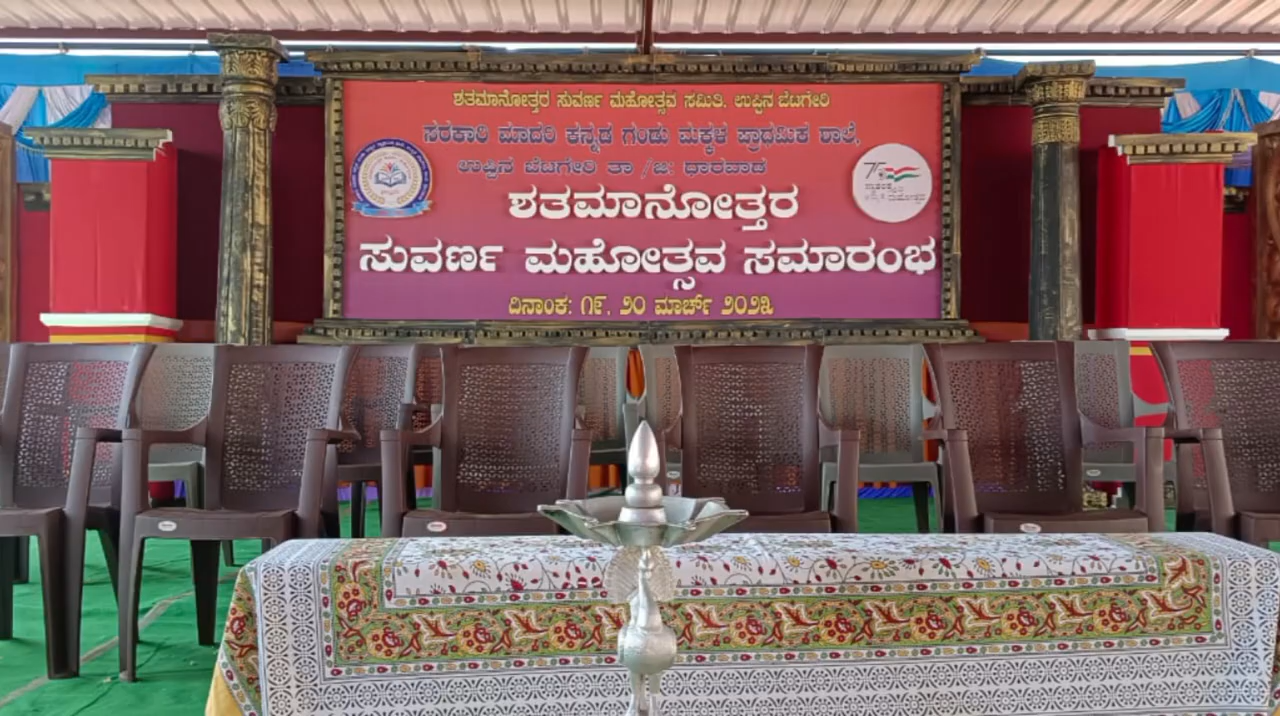 ಶತಮಾನೋತ್ತರ ಸುವರ್ಣ ಮಹೋತ್ಸವ ಸಮಿತಿ. ಉಪ್ಪಿನ ಬೆಟಗೇರಿ
ಸರಕಾರಿ ಮಾದರಿ ಕನ್ನಡ ಗಂಡು ಮಕ್ಕಳ ಪ್ರಾಥಮಿಕ ಶಾಲೆ,
ಉಪ್ಪಿನ ಬೆಟಗೇರಿ ತಾ /ಜಿ: ಧಾರವಾಡ
ಶತಮಾನೋತ್ತರ
ಸುವರ್ಣ ಮಹೋತ್ಸವ ಸಮಾರಂಭ
ದಿನಾಂಕ: ೧೯, ೨೦ ಮಾರ್ಚ್ ೨೦೨೩